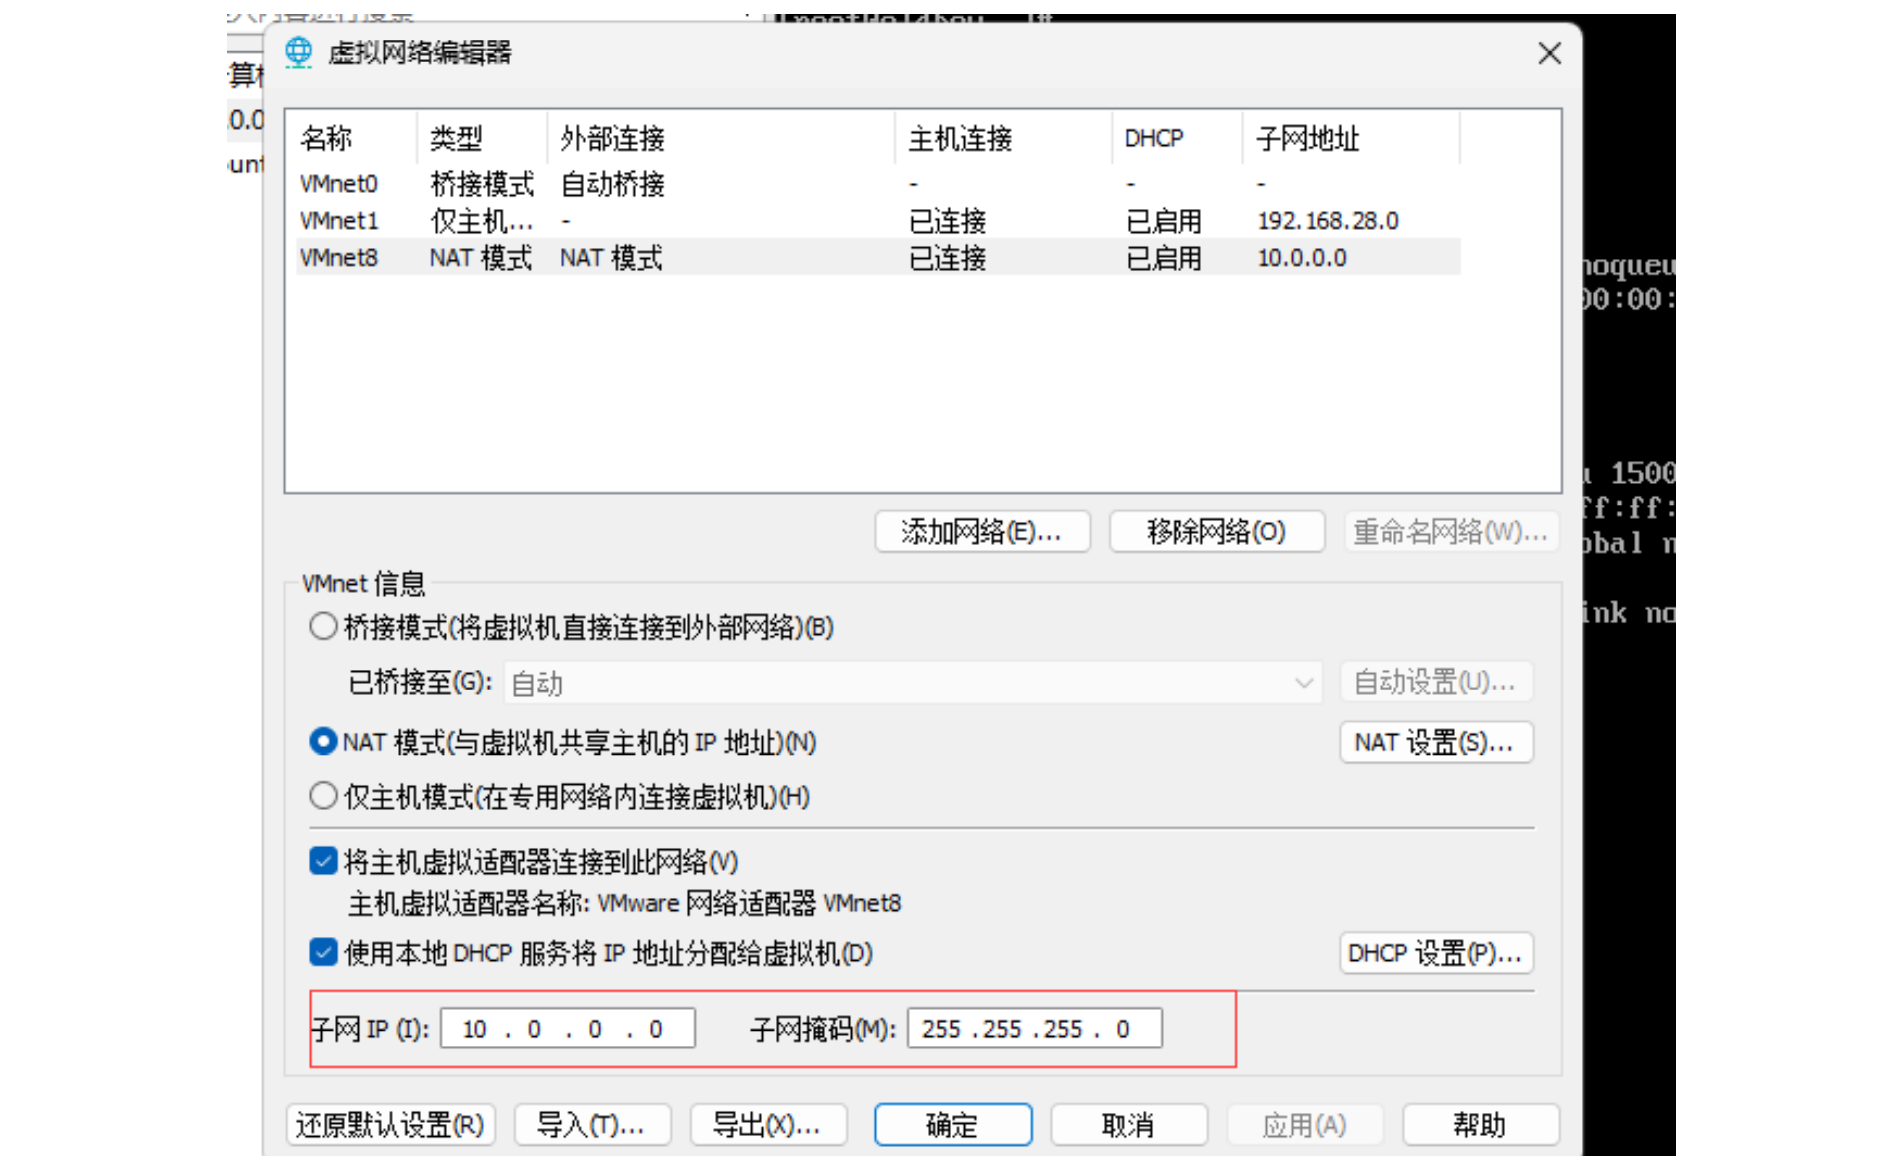 虚拟网络编辑器
算
0.0
unt
名称 类型 外部连接 主机连接 DHCP 子网地址
VMnet0 桥接模式 自动桥接 - - -
VMnet1 仅主机... - 已连接 已启用 192.168.28.0
VMnet8 NAT 模式 NAT 模式 已连接 已启用 10.0.0.0
noqueu
00:00:
1500
ff:ff:
obal n
ink no
添加网络(E)... 移除网络(O) 重命名网络(W)...
VMnet 信息
桥接模式(将虚拟机直接连接到外部网络)(B)
已桥接至(G): 自动 自动设置(U)...
NAT 模式(与虚拟机共享主机的 IP 地址)(N) NAT 设置(S)...
仅主机模式(在专用网络内连接虚拟机)(H)
将主机虚拟适配器连接到此网络(V)
主机虚拟适配器名称: VMware 网络适配器 VMnet8
使用本地 DHCP 服务将 IP 地址分配给虚拟机(D) DHCP 设置(P)...
子网 IP (I): 10 . 0 . 0 . 0 子网掩码(M): 255 .255 .255 . 0
还原默认设置(R) 导入(T)... 导出(X)... 确定 取消 应用(A) 帮助